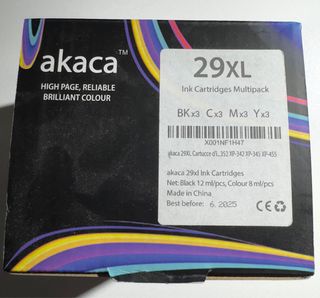 akaca™
HIGH PAGE, RELIABLE
BRILLIANT COLOUR
29XL
Ink Cartridges Multipack
BKx3 Cx3 Mx3 Yx3
X001NF1H47
akaca 29XL Cartucce d'i...352 XP-342 XP-345 XP-455
akaca 29xl Ink Cartridges
Net: Black 12 ml/pcs, Colour 8 ml/pcs
Made in China
Best before: 6. 2025 CE